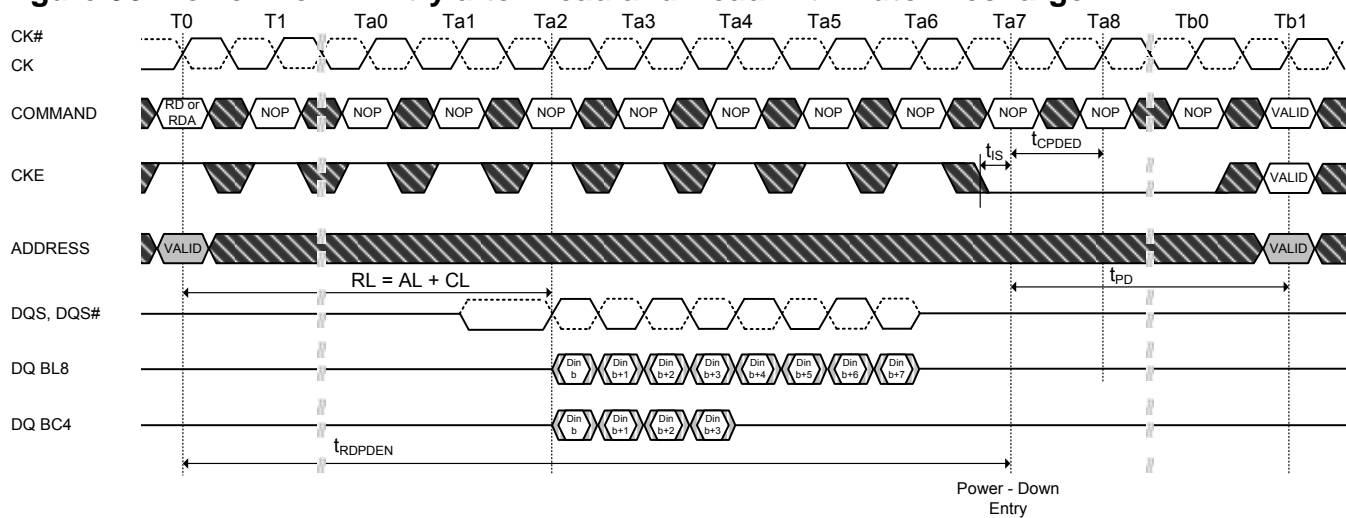 T0 T1 Ta0 Ta1 Ta2 Ta3 Ta4 Ta5 Ta6 Ta7 Ta8 Tb0 Tb1
CK#
CK
COMMAND RD or RDA NOP NOP NOP NOP NOP NOP NOP NOP NOP NOP NOP VALID
tIS tCPDED
CKE VALID
ADDRESS VALID VALID
RL = AL + CL tPD
DQS, DQS#
DQ BL8 Din b Din b+1 Din b+2 Din b+3 Din b+4 Din b+5 Din b+6 Din b+7
DQ BC4 Din b Din b+1 Din b+2 Din b+3
tRDPDEN
Power - Down
Entry